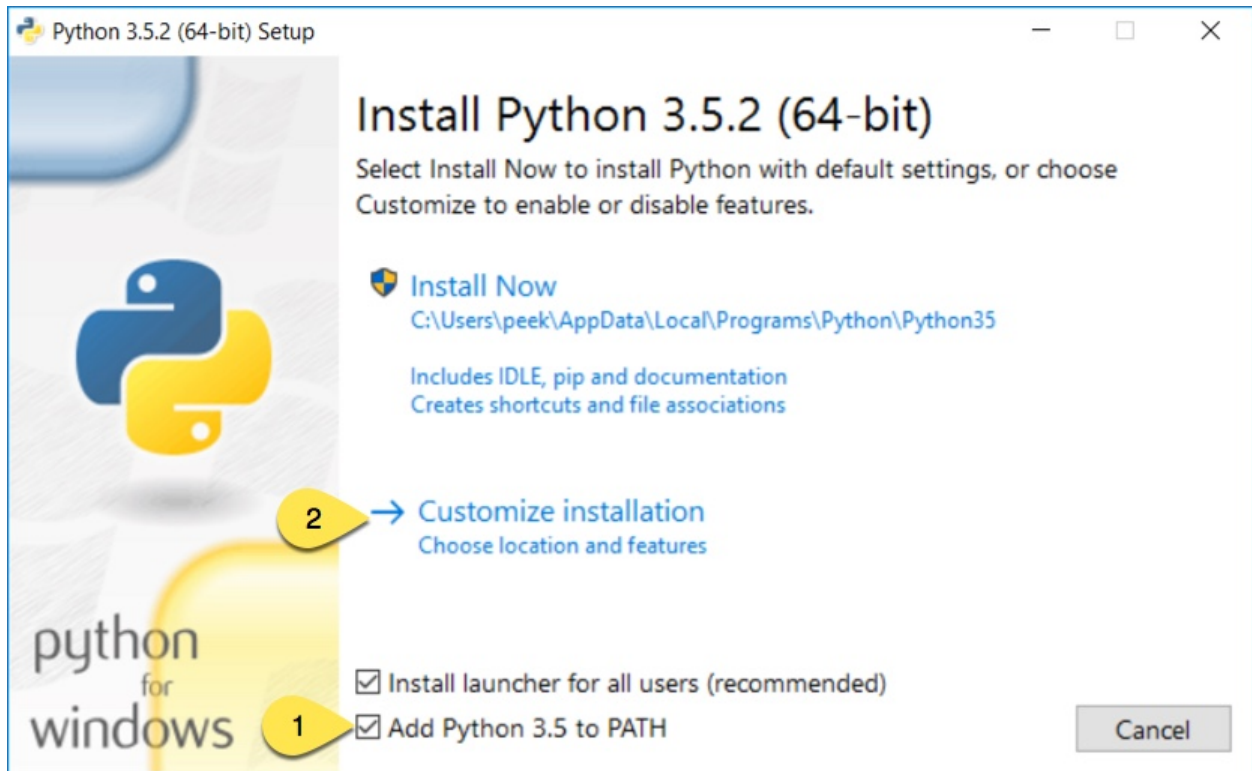 Python 3.5.2 (64-bit) Setup
Install Python 3.5.2 (64-bit)
Select Install Now to install Python with default settings, or choose
Customize to enable or disable features.
Install Now
C:\Users\peek\AppData\Local\Programs\Python\Python35
Includes IDLE, pip and documentation
Creates shortcuts and file associations
2
Customize installation
Choose location and features
python
for
windows
Install launcher for all users (recommended)
1
Add Python 3.5 to PATH
Cancel